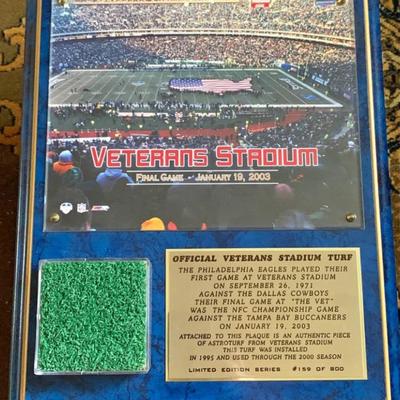 VETERANS STADIUM
FINAL GAME - JANUARY 19, 2003
NFL
OFFICIAL VETERANS STADIUM TURF
THE PHILADELPHIA EAGLES PLAYED THEIR
FIRST GAME AT VETERANS STADIUM
ON SEPTEMBER 26, 1971
AGAINST THE DALLAS COWBOYS
THEIR FINAL GAME AT "THE VET"
WAS THE NFC CHAMPIONSHIP GAME
AGAINST THE TAMPA BAY BUCCANEERS
ON JANUARY 19, 2003
ATTACHED TO THIS PLAQUE IS AN AUTHENTIC PIECE
OF ASTROTURF FROM VETERANS STADIUM
THIS TURF WAS INSTALLED
IN 1995 AND USED THROUGH THE 2000 SEASON
LIMITED EDITION SERIES #159 OF 800